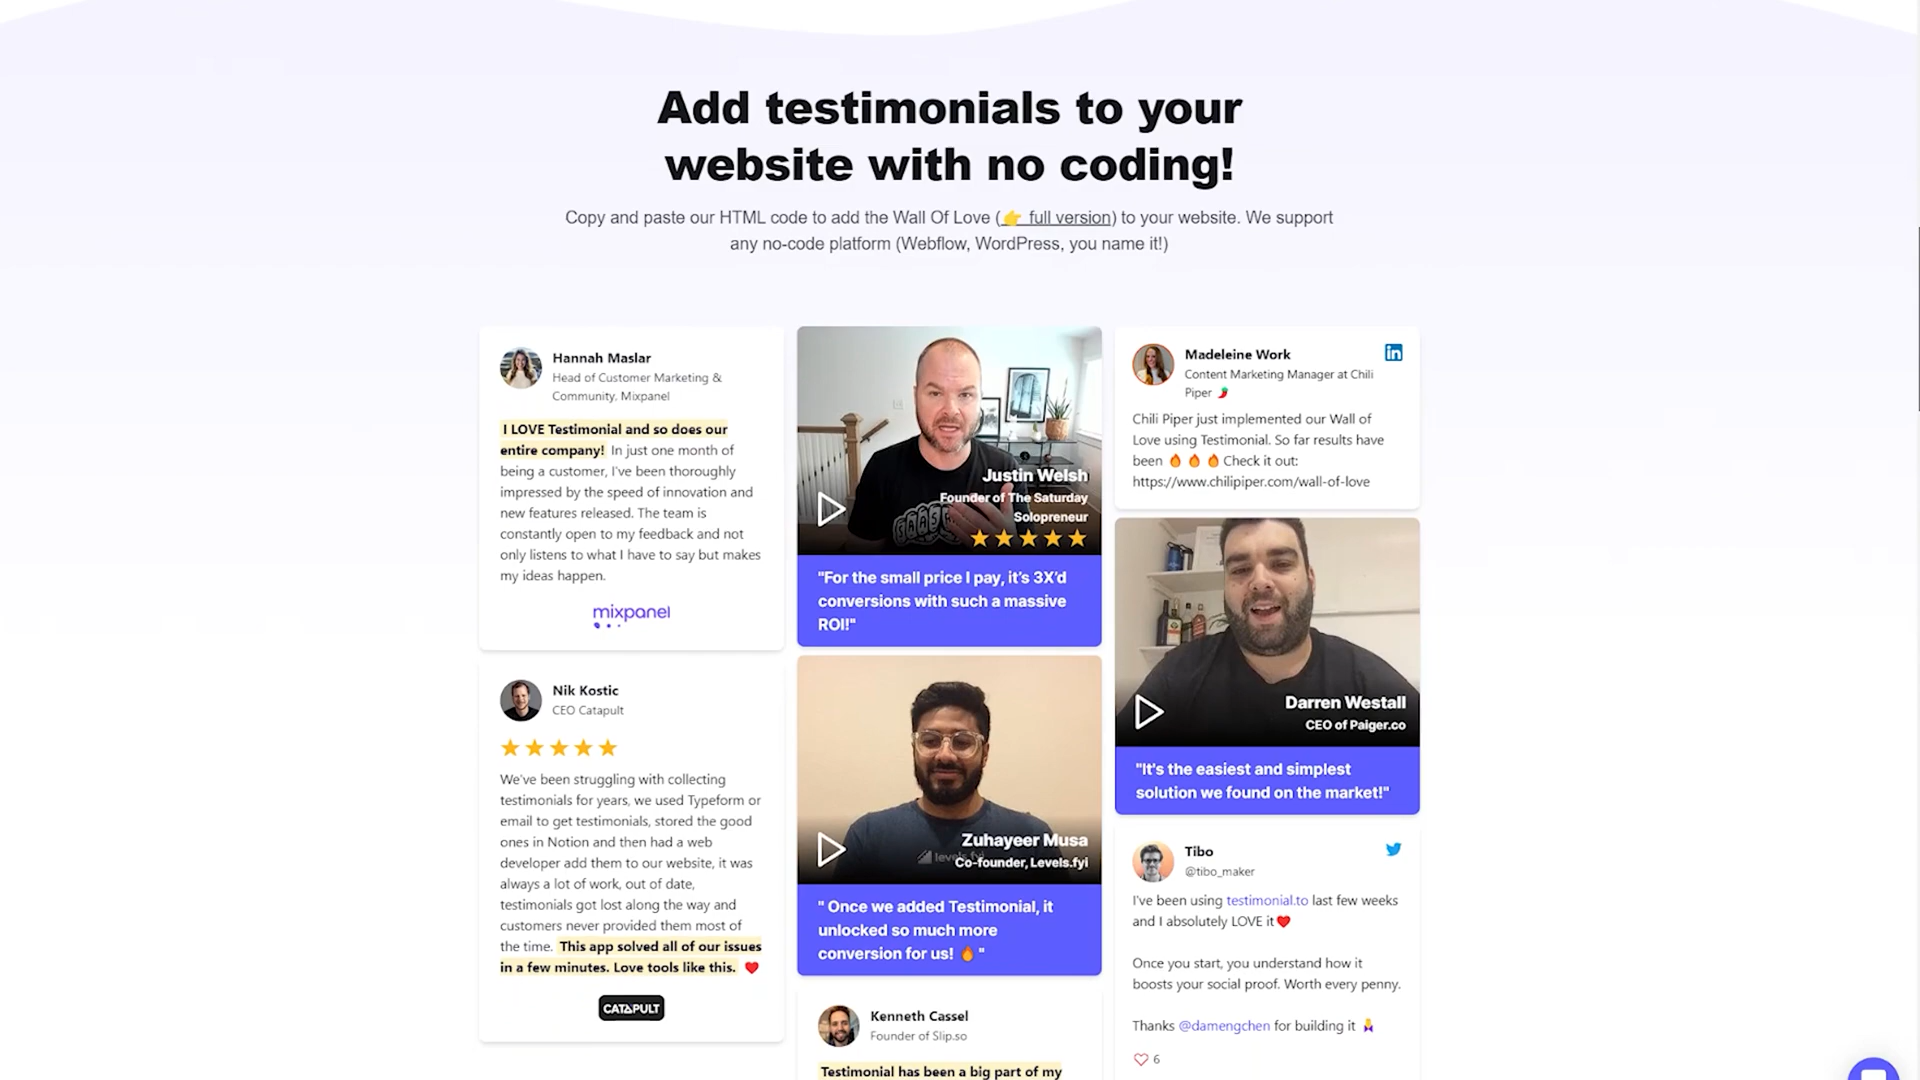 Add testimonials to your
website with no coding!
Copy and paste our HTML code to add the Wall Of Love (👉 full version) to your website. We support
any no-code platform (Webflow, WordPress, you name it!)
Hannah Maslar
Head of Customer Marketing &
Community, Mixpanel
I LOVE Testimonial and so does our
entire company! In just one month of
being a customer, I've been thoroughly
impressed by the speed of innovation and
new features released. The team is
constantly open to my feedback and not
only listens to what I have to say but makes
my ideas happen.
mixpanel
Nik Kostic
CEO Catapult
We've been struggling with collecting
testimonials for years, we used Typeform or
email to get testimonials, stored the good
ones in Notion and then had a web
developer add them to our website, it was
always a lot of work, out of date,
testimonials got lost along the way and
customers never provided them most of
the time. This app solved all of our issues
in a few minutes. Love tools like this. ❤️
CATAPULT
Justin Welsh
Founder of The Saturday
Solopreneur
"For the small price I pay, it's 3X'd
conversions with such a massive
ROI!"
Zuhayeer Musa
levels.fyi
Co-founder, Levels.fyi
" Once we added Testimonial, it
unlocked so much more
conversion for us! 🔥 "
Kenneth Cassel
Founder of Slip.so
Testimonial has been a big part of my
Madeleine Work
Content Marketing Manager at Chili
Piper 🌶️
Chili Piper just implemented our Wall of
Love using Testimonial. So far results have
been 🔥 🔥 🔥 Check it out:
https://www.chilipiper.com/wall-of-love
Darren Westall
CEO of Paiger.co
"It's the easiest and simplest
solution we found on the market!"
Tibo
@tibo_maker
I've been using testimonial.to last few weeks
and I absolutely LOVE it❤️
Once you start, you understand how it
boosts your social proof. Worth every penny.
Thanks @damengchen for building it 🧘‍♀️
6